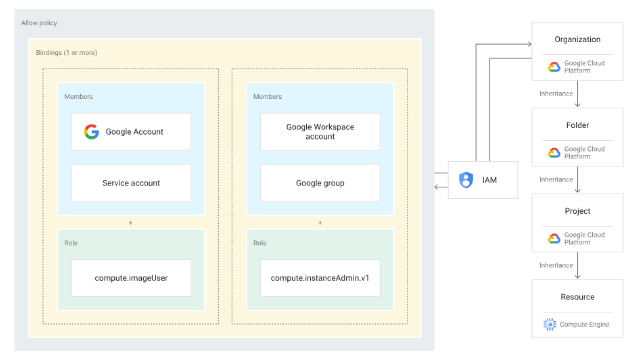 Allow policy
Bindings (1 or more)
Members
Google Account
Service account
+
Role
compute.imageUser
Members
Google Workspace
account
Google group
+
Role
compute.instanceAdmin.v1
IAM
Organization
Google Cloud
Platform
Inheritance
Folder
Google Cloud
Platform
Inheritance
Project
Google Cloud
Platform
Inheritance
Resource
Compute Engine